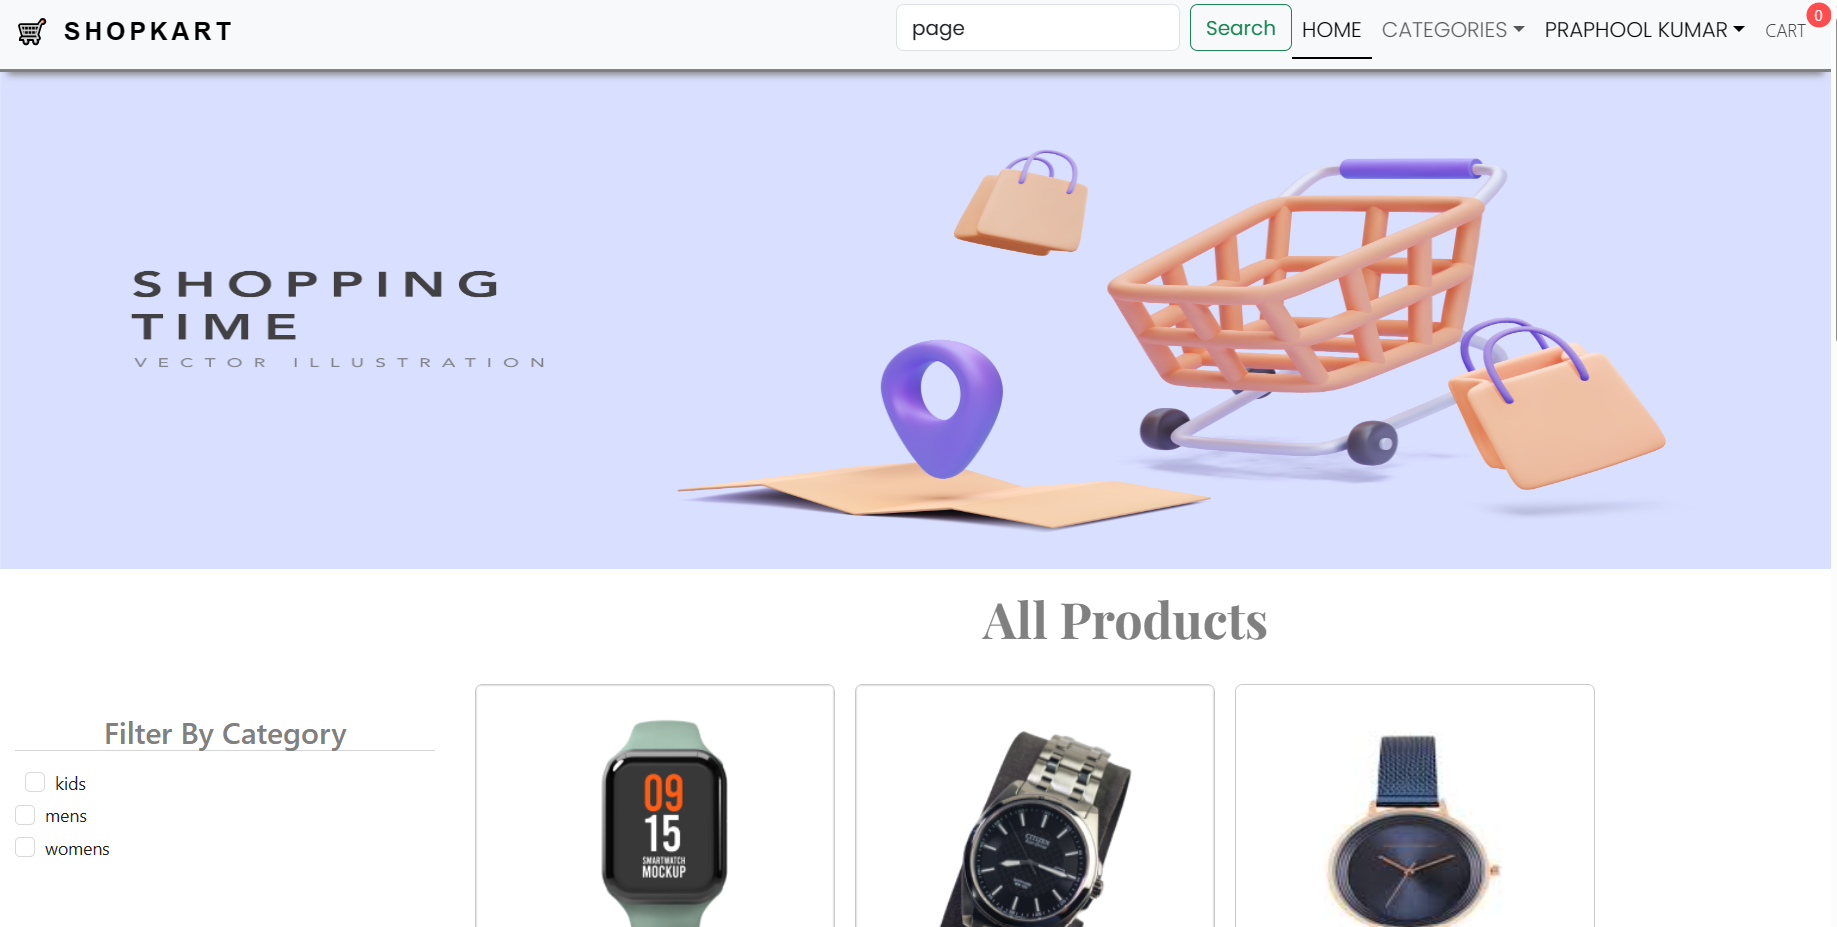 SHOPKART
page
Search
HOME
CATEGORIES
PRAPHOOL KUMAR
CART
0
SHOPPING
TIME
VECTOR ILLUSTRATION
All Products
Filter By Category
kids
mens
womens
09
15
SMARTWATCH
MOCKUP
CITIZEN